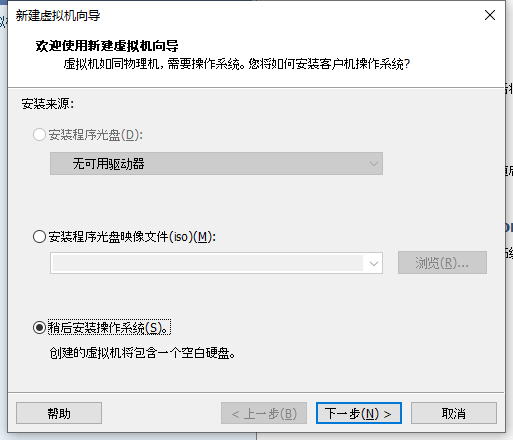 新建虚拟机向导
欢迎使用新建虚拟机向导
虚拟机如同物理机，需要操作系统。您将如何安装客户机操作系统？
安装来源：
安装程序光盘(D)：
无可用驱动器
安装程序光盘映像文件(iso)(M)：
浏览(R)...
稍后安装操作系统(S)。
创建的虚拟机将包含一个空白硬盘。
帮助
< 上一步(B)
下一步(N) >
取消